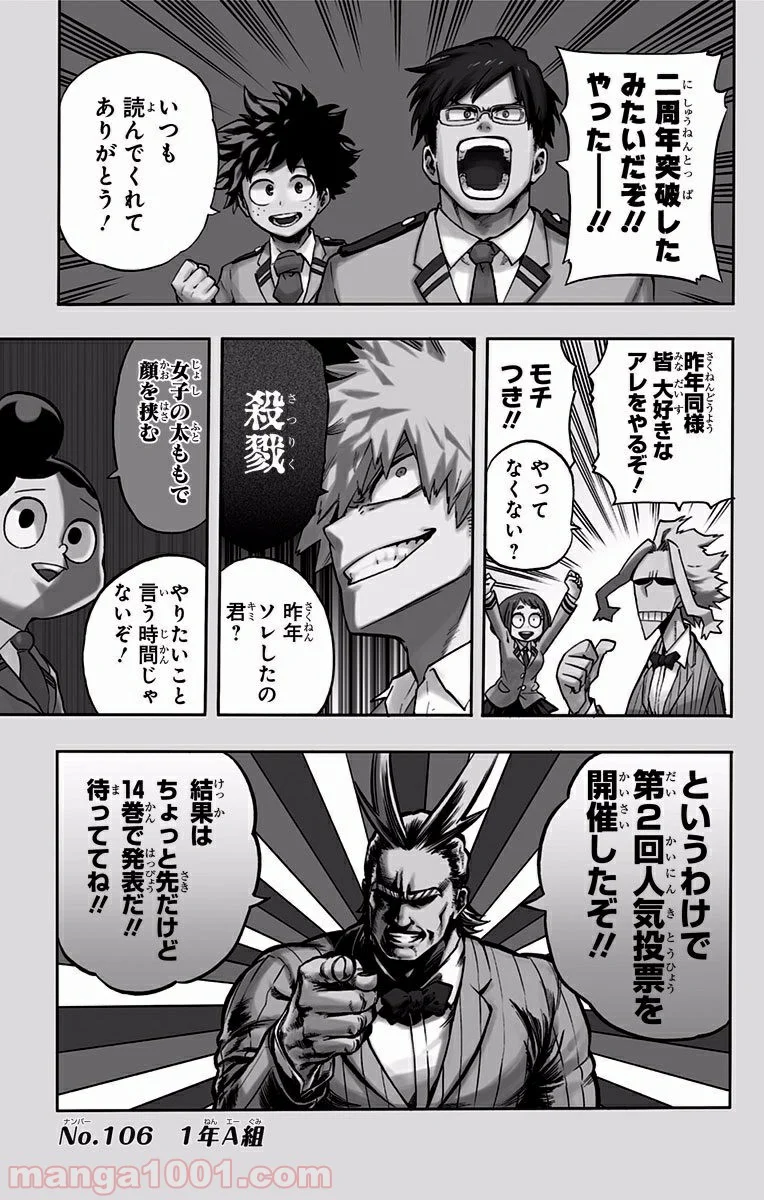 二周年突破した
みたいだぞ!!
やったーー!!
いつも
読んでくれて
ありがとう!
昨年同様
皆 大好きな
アレをやるぞ!
モチ
つき!!
やって
なくない?
殺戮
昨年
ソレしたの
君?
女子の太ももで
顔を挟む
やりたいこと
言う時間じゃ
ないぞ!
というわけで
第2回人気投票を
開催したぞ!!
結果は
ちょっと先だけど
14巻で発表だ!!
待っててね!!
No.106 1年A組
manga1001.com